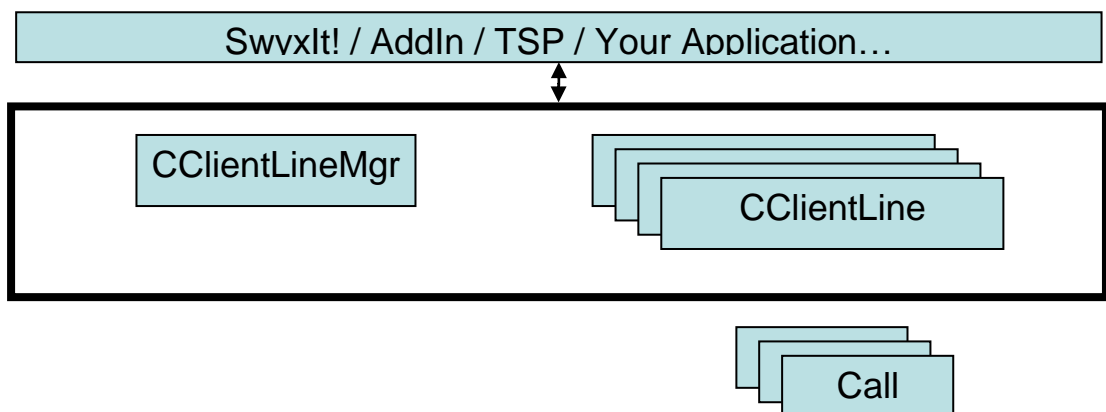 SwyxIt! / AddIn / TSP / Your Application…
CClientLineMgr
CClientLine
Call